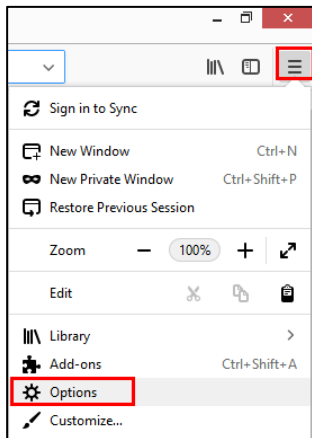 Sign in to Sync
New Window Ctrl+N
New Private Window Ctrl+Shift+P
Restore Previous Session
Zoom 100%
Edit
Library
Add-ons Ctrl+Shift+A
Options
Customize...